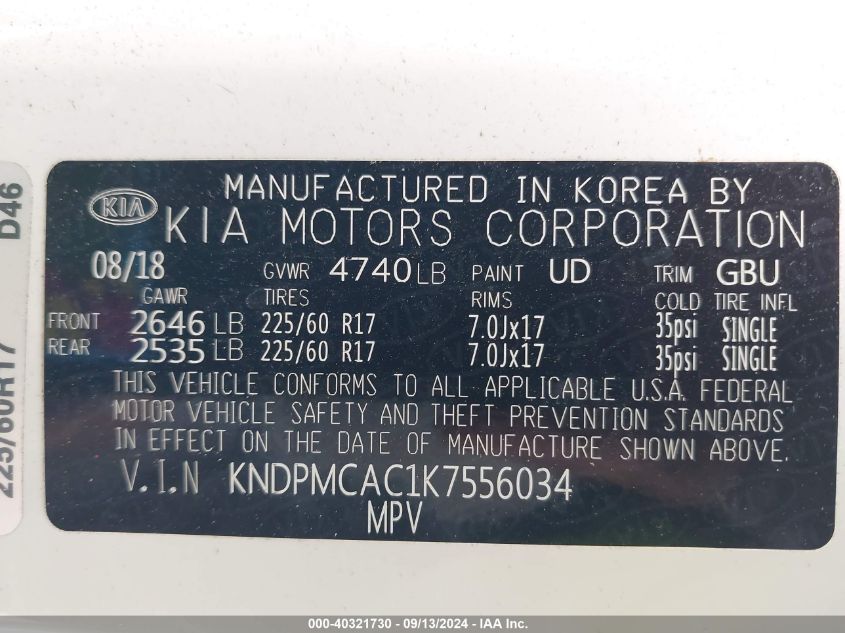 MANUFACTURED IN KOREA BY
KIA KIA MOTORS CORPORATION
08/18 GVWR 4740 LB PAINT UD TRIM GBU
GAWR TIRES RIMS COLD TIRE INFL
FRONT 2646 LB 225/60 R17 7.0Jx17 35psi SINGLE
REAR 2535 LB 225/60 R17 7.0Jx17 35psi SINGLE
THIS VEHICLE CONFORMS TO ALL APPLICABLE U.S.A. FEDERAL
MOTOR VEHICLE SAFETY AND THEFT PREVENTION STANDARDS
IN EFFECT ON THE DATE OF MANUFACTURE SHOWN ABOVE.
V.I.N KNDPMCAC1K7556034
MPV
225/60R17 D46
000-40321730 - 09/13/2024 - IAA Inc.